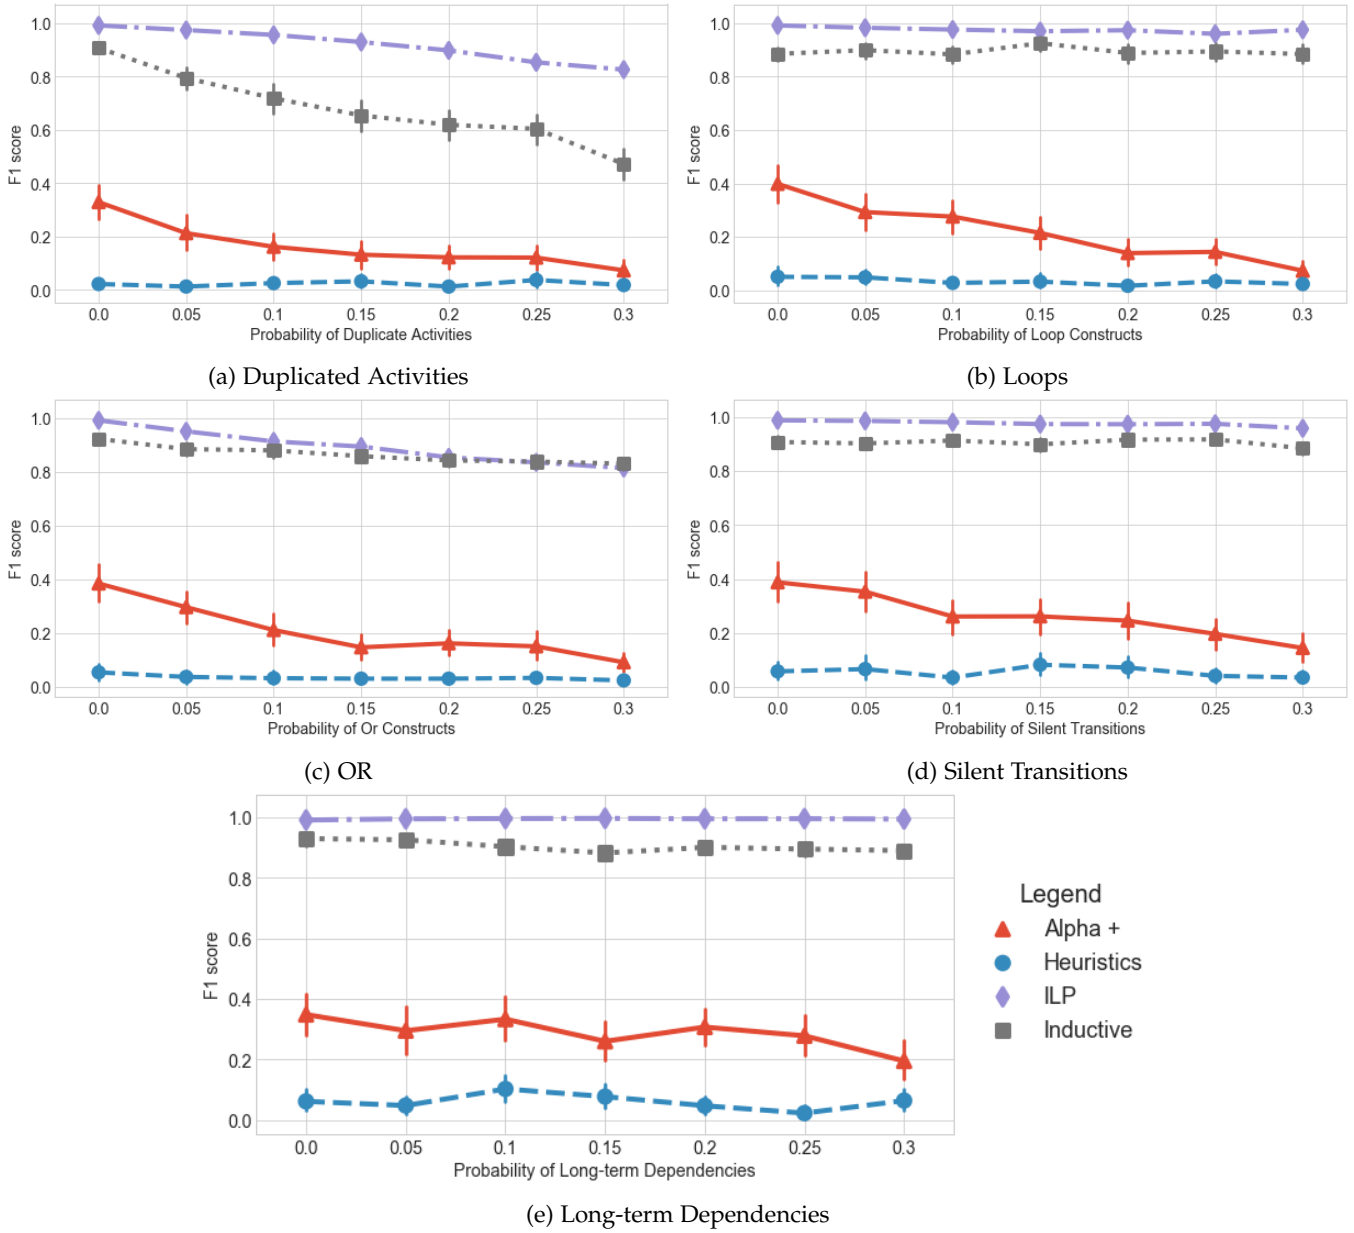 1.0
0.8
0.6
0.4
0.2
0.0
F1 score
0.0 0.05 0.1 0.15 0.2 0.25 0.3
Probability of Duplicate Activities
(a) Duplicated Activities
1.0
0.8
0.6
0.4
0.2
0.0
F1 score
0.0 0.05 0.1 0.15 0.2 0.25 0.3
Probability of Loop Constructs
(b) Loops
1.0
0.8
0.6
0.4
0.2
0.0
F1 score
0.0 0.05 0.1 0.15 0.2 0.25 0.3
Probability of Or Constructs
(c) OR
1.0
0.8
0.6
0.4
0.2
0.0
F1 score
0.0 0.05 0.1 0.15 0.2 0.25 0.3
Probability of Silent Transitions
(d) Silent Transitions
1.0
0.8
0.6
0.4
0.2
0.0
F1 score
0.0 0.05 0.1 0.15 0.2 0.25 0.3
Probability of Long-term Dependencies
Legend
Alpha +
Heuristics
ILP
Inductive
(e) Long-term Dependencies